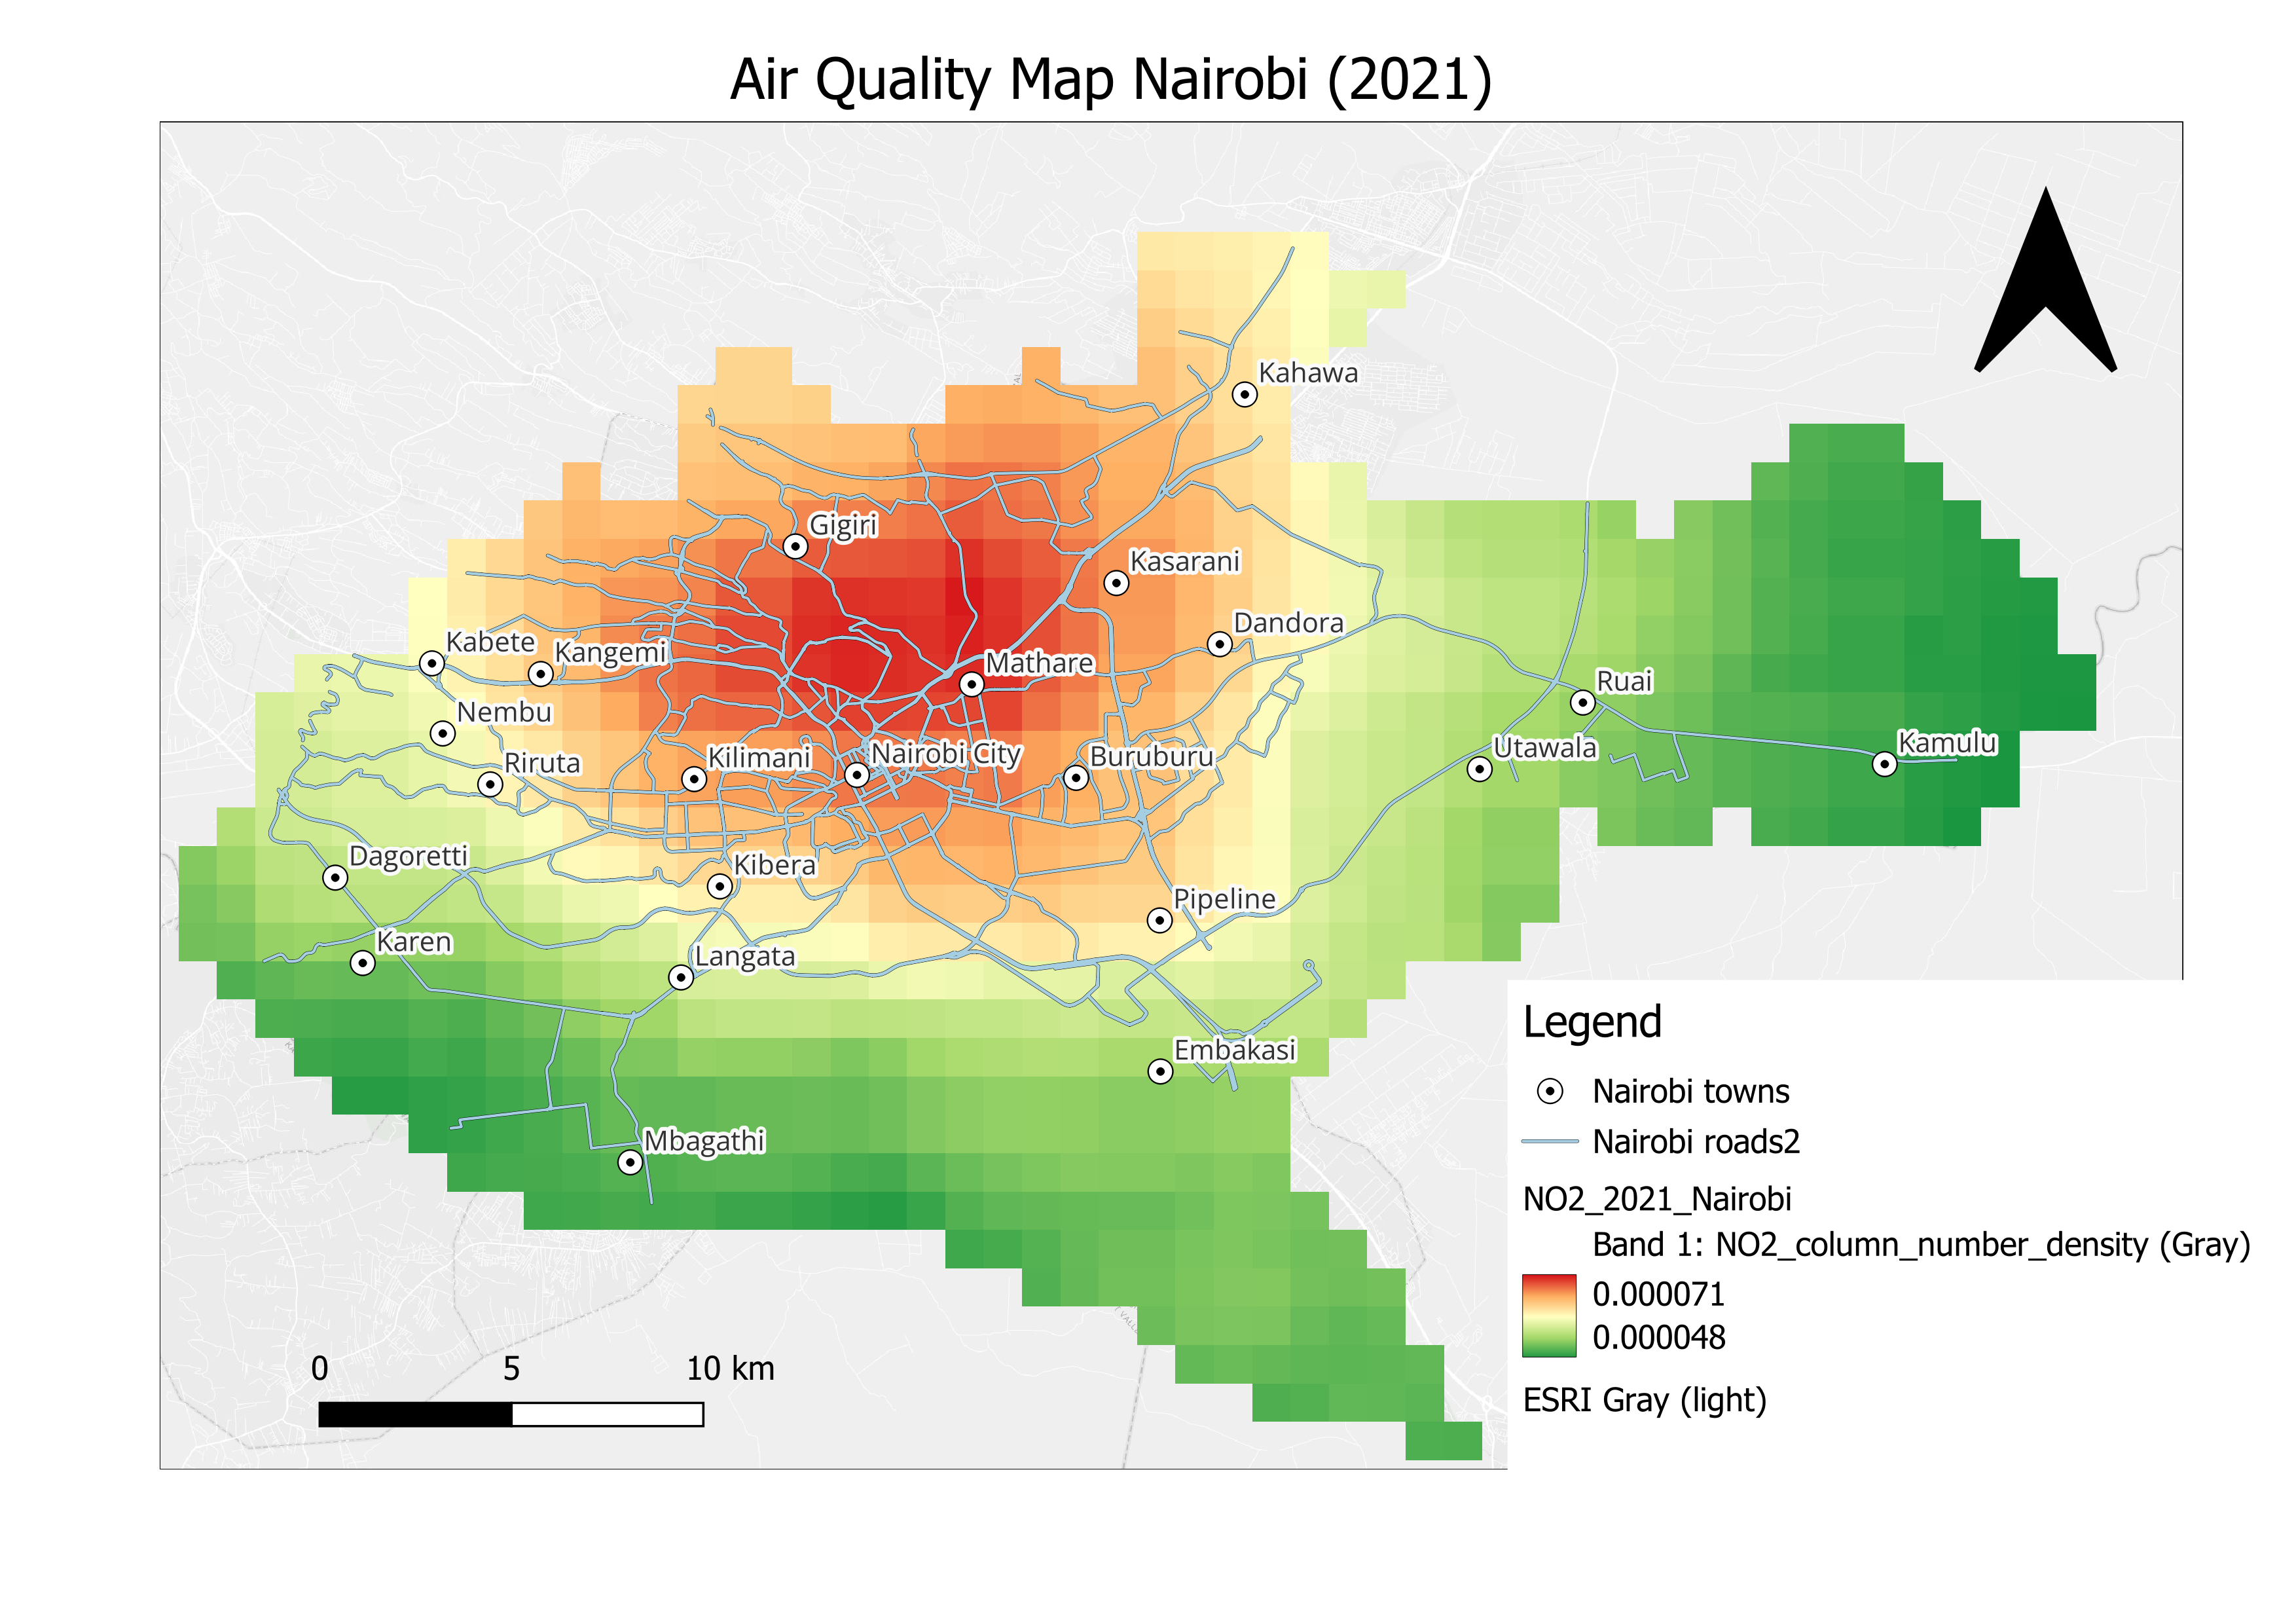 Air Quality Map Nairobi (2021)
Kahawa
Gigiri
Kasarani
Dandora
Kabete
Kangemi
Mathare
Ruai
Nembu
Kamulu
Utawala
Riruta
Kilimani
Nairobi City
Buruburu
Dagoretti
Kibera
Pipeline
Karen
Langata
Embakasi
Mbagathi
Legend
Nairobi towns
Nairobi roads2
NO2_2021_Nairobi
Band 1: NO2_column_number_density (Gray)
0.000071
0.000048
ESRI Gray (light)
0 5 10 km